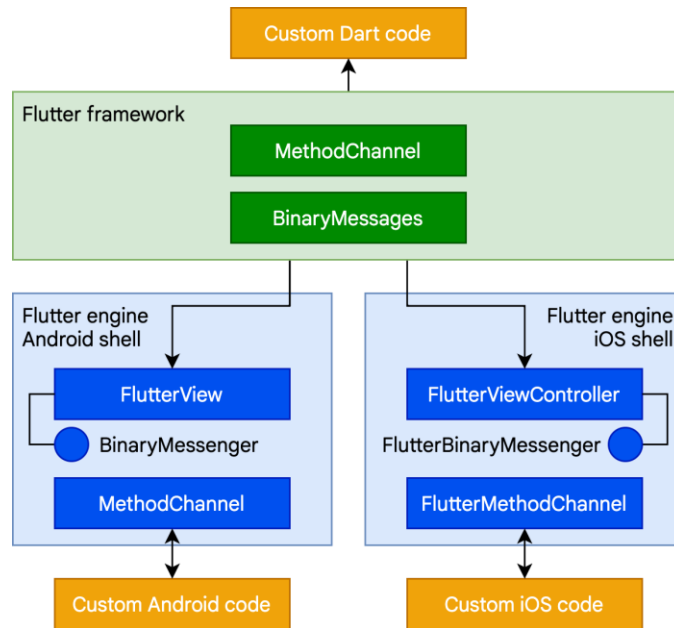 Custom Dart code
Flutter framework
MethodChannel
BinaryMessages
Flutter engine
Android shell
FlutterView
BinaryMessenger
MethodChannel
Custom Android code
Flutter engine
iOS shell
FlutterViewController
FlutterBinaryMessenger
FlutterMethodChannel
Custom iOS code